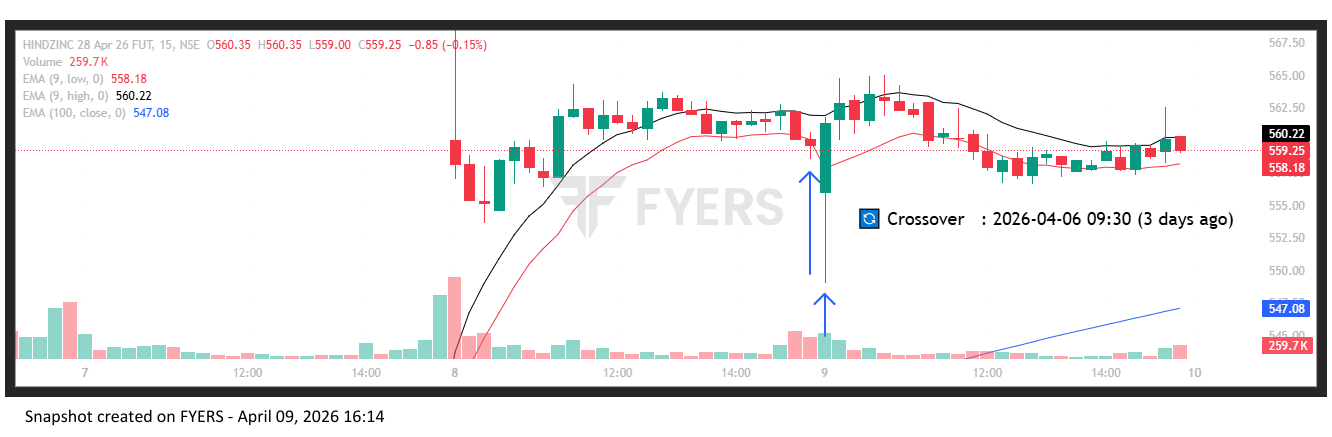 HINDZINC 28 Apr 26 FUT, 15, NSE O560.35 H560.35 L559.00 C559.25 −0.85 (−0.15%)
Volume 259.7K
EMA (9, low, 0) 558.18
EMA (9, high, 0) 560.22
EMA (100, close, 0) 547.08
567.50
565.00
562.50
560.22
559.25
558.18
555.00
552.50
550.00
547.08
545.00
259.7K
FYERS
Crossover : 2026-04-06 09:30 (3 days ago)
7 12:00 14:00 8 12:00 14:00 9 12:00 14:00 10
Snapshot created on FYERS - April 09, 2026 16:14